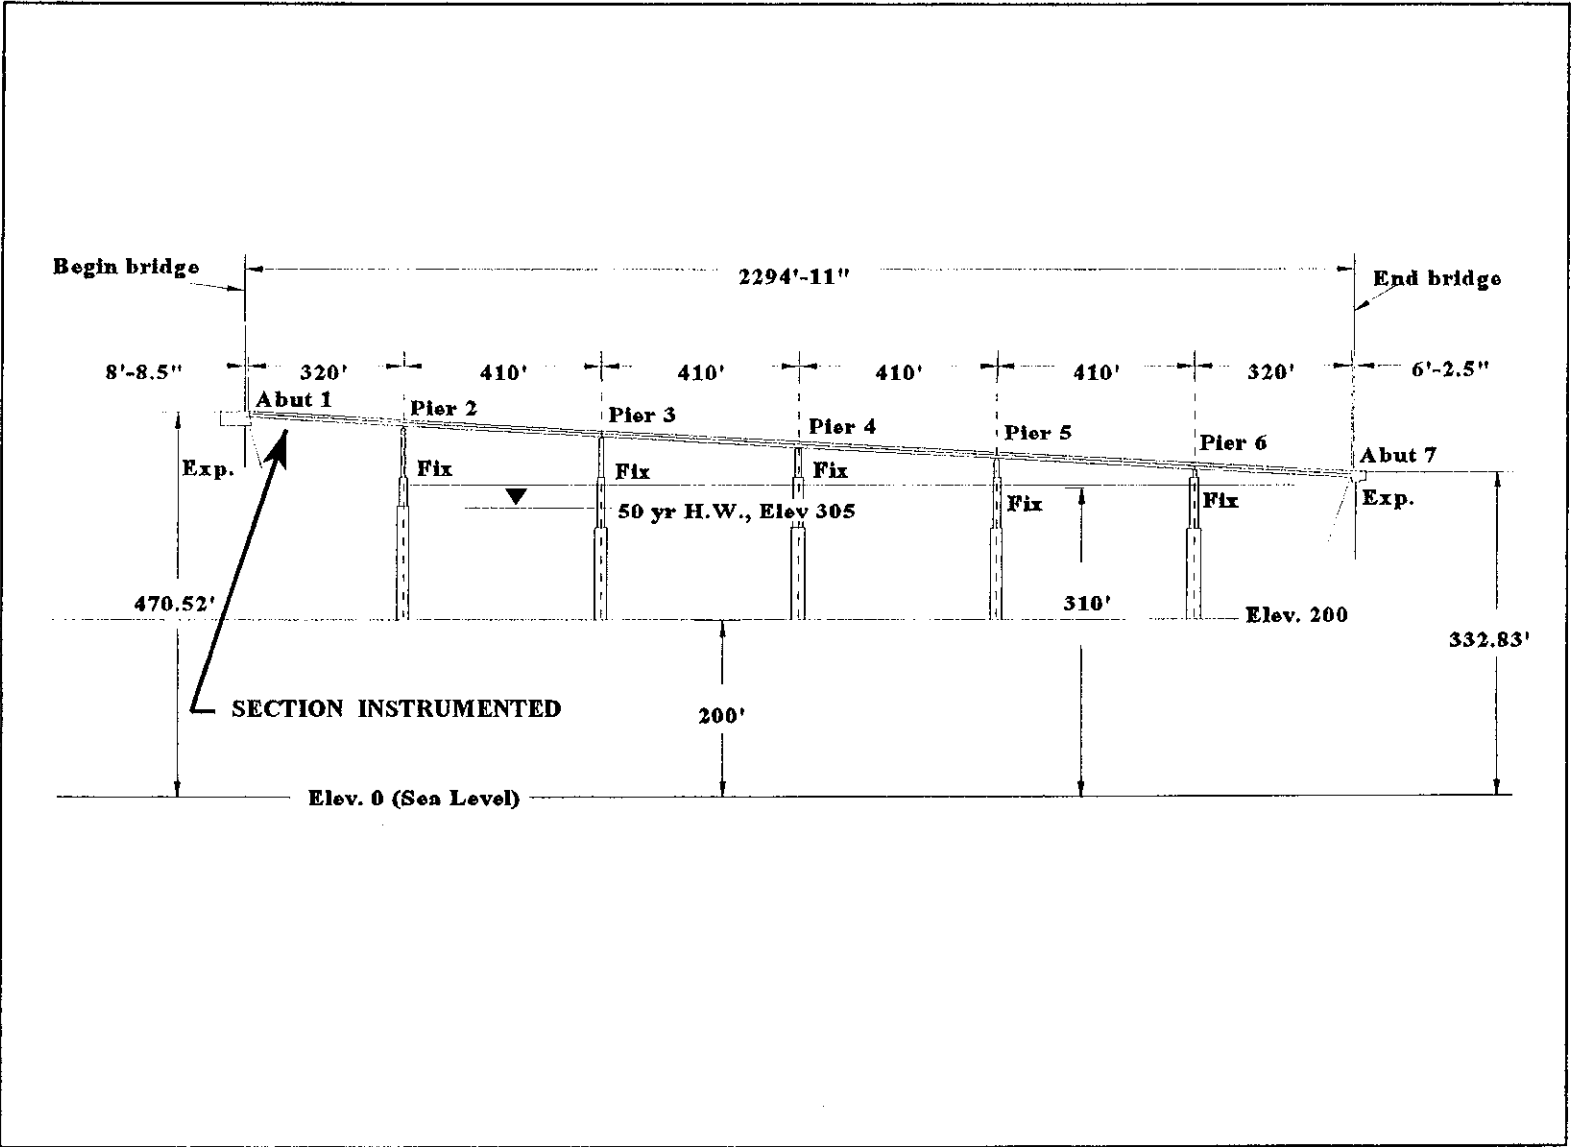 Begin bridge
2294'-11"
End bridge
8'-8.5" 320' 410' 410' 410' 410' 320' 6'-2.5"
Abut 1 Pier 2 Pier 3 Pier 4 Pier 5 Pier 6 Abut 7
Exp. Fix Fix Fix Fix Fix Exp.
50 yr H.W., Elev 305
470.52' 310' Elev. 200
332.83'
SECTION INSTRUMENTED
200'
Elev. 0 (Sea Level)